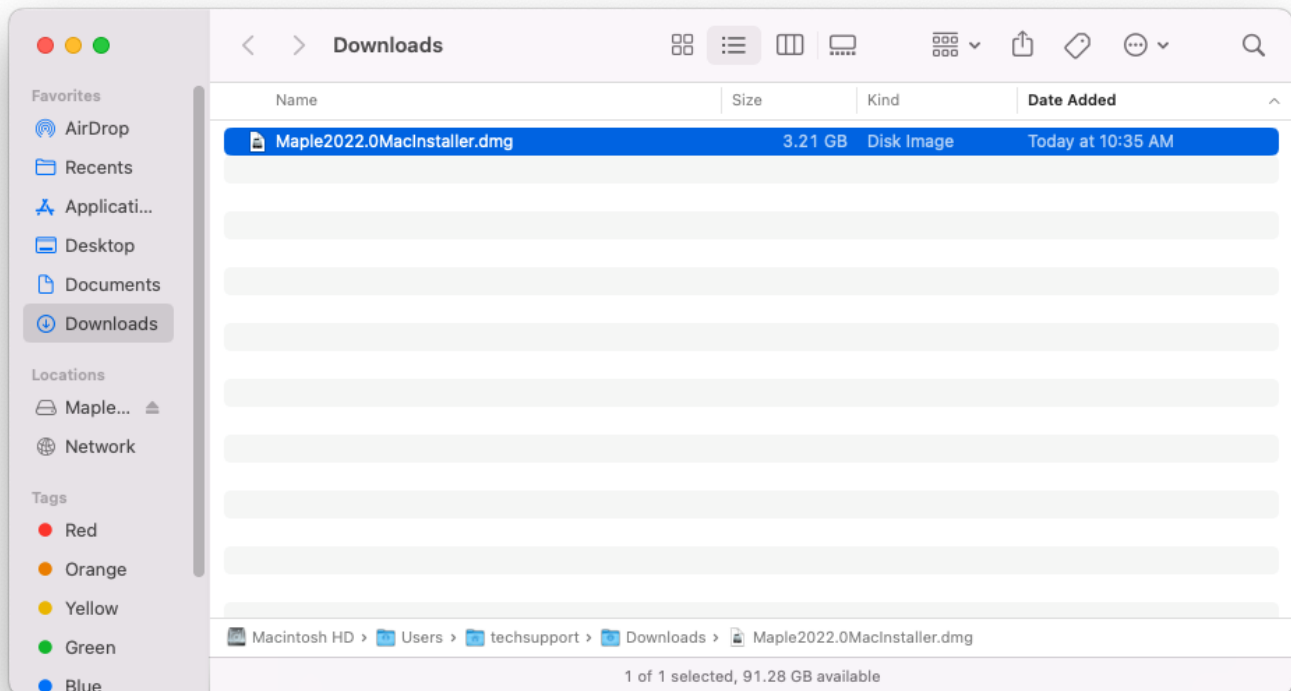 Downloads
Favorites
AirDrop
Recents
Applicati...
Desktop
Documents
Downloads
Locations
Maple...
Network
Tags
Red
Orange
Yellow
Green
Blue
Name Size Kind Date Added
Maple2022.0MacInstaller.dmg 3.21 GB Disk Image Today at 10:35 AM
Macintosh HD › Users › techsupport › Downloads › Maple2022.0MacInstaller.dmg
1 of 1 selected, 91.28 GB available